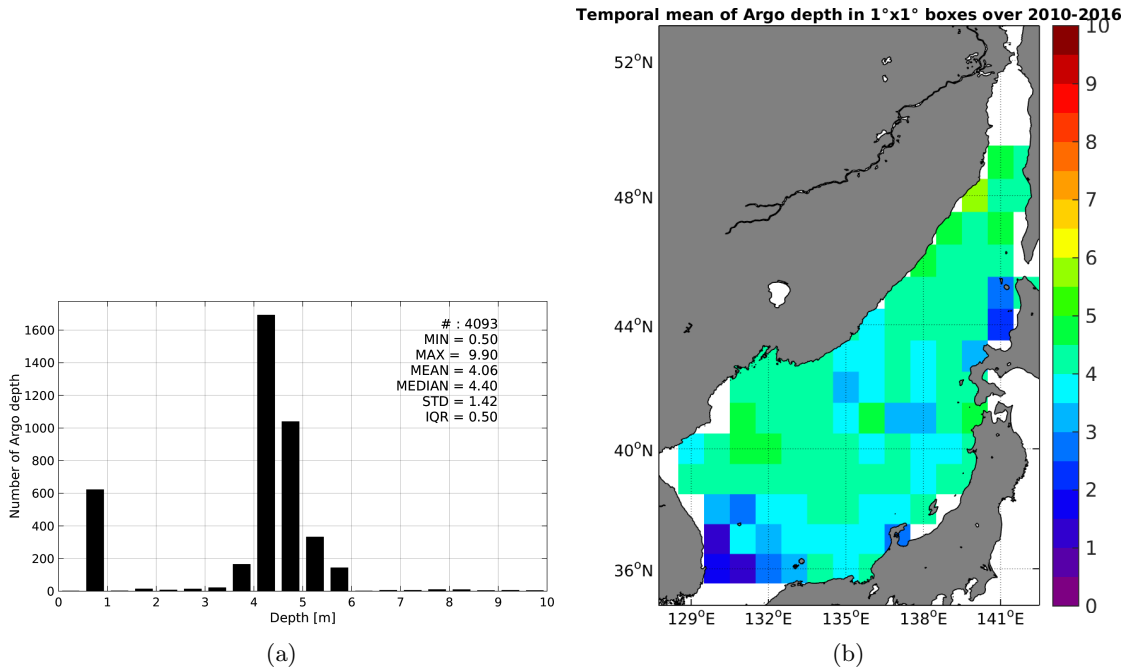 Temporal mean of Argo depth in 1°x1° boxes over 2010-2016
1600
1400
1200
1000
800
600
400
200
0
Number of Argo depth
# : 4093
MIN = 0.50
MAX = 9.90
MEAN = 4.06
MEDIAN = 4.40
STD = 1.42
IQR = 0.50
0 1 2 3 4 5 6 7 8 9 10
Depth [m]
52°N
48°N
44°N
40°N
36°N
129°E 132°E 135°E 138°E 141°E
10
9
8
7
6
5
4
3
2
1
0
(a)
(b)